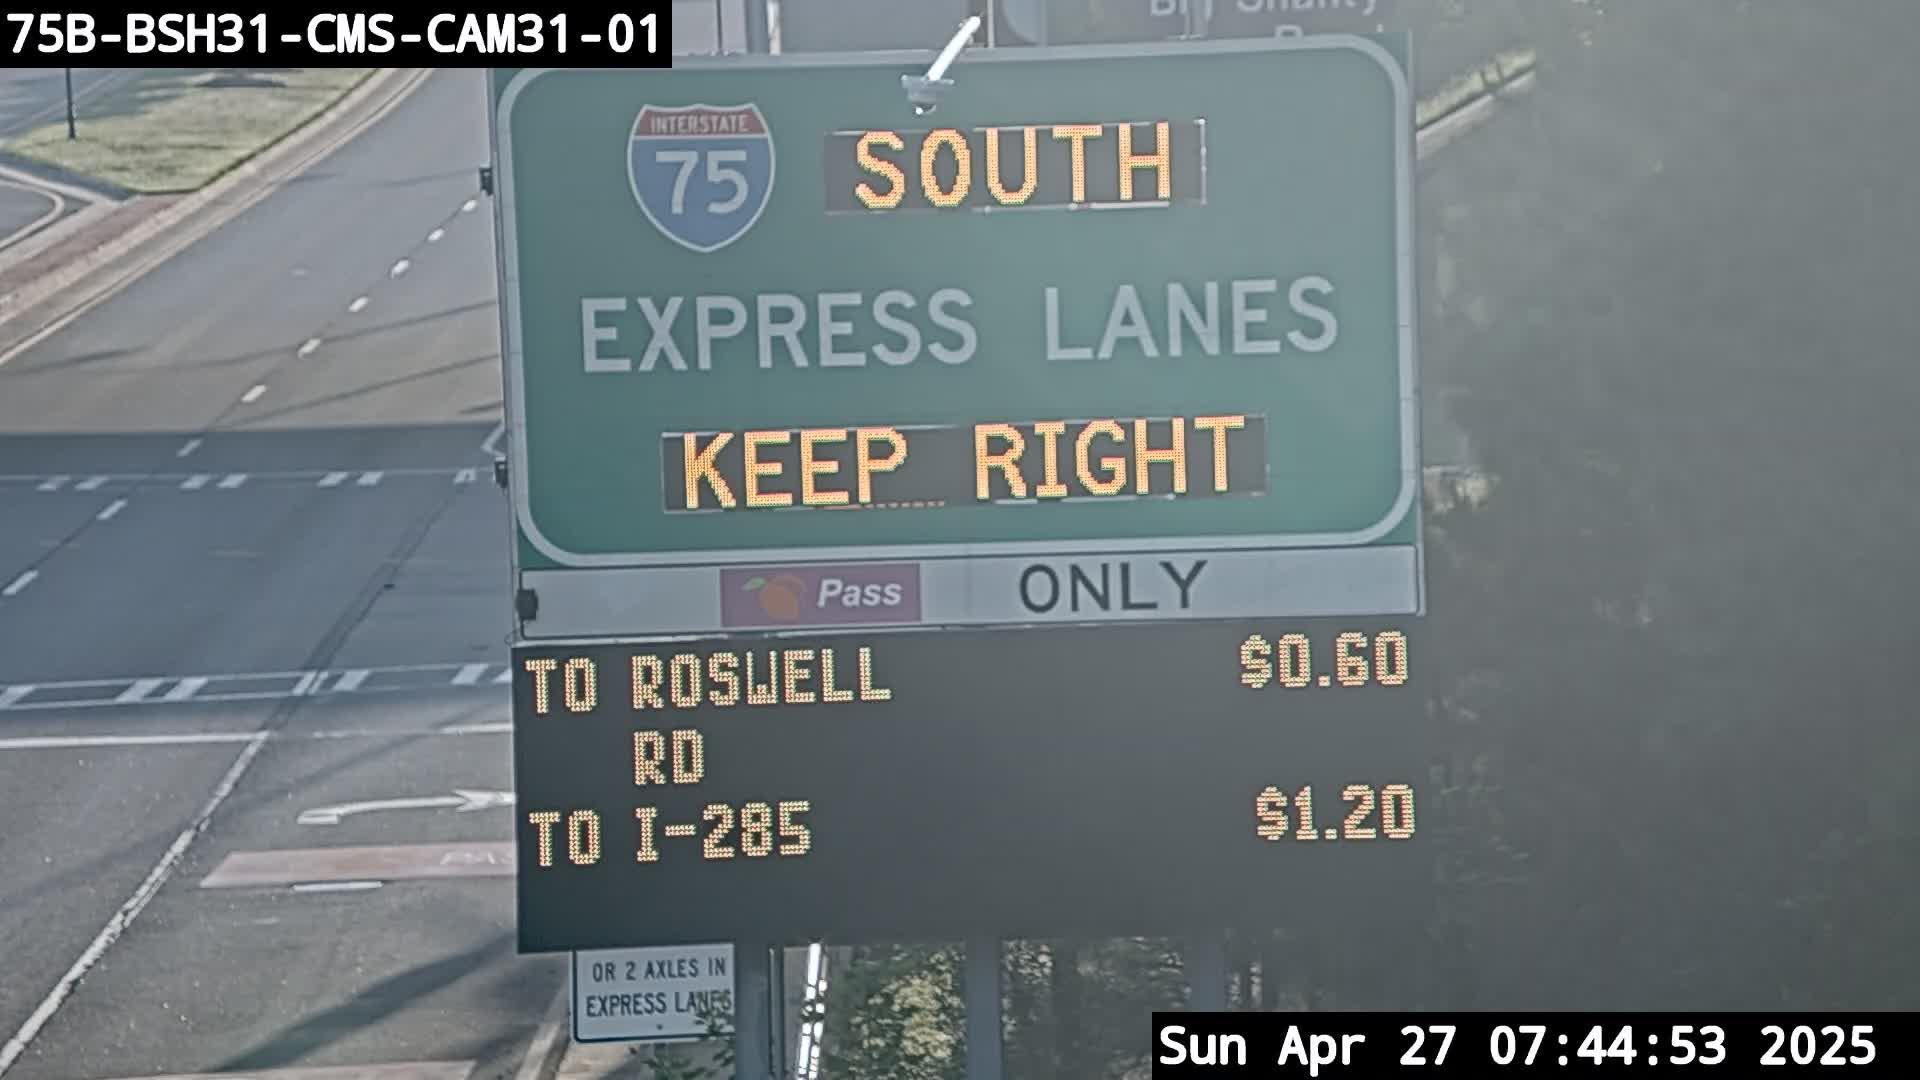 75B-BSH31-CMS-CAM31-01
INTERSTATE
75
SOUTH
EXPRESS LANES
KEEP RIGHT
Pass ONLY
TO ROSWELL $0.60
RD
TO I-285 $1.20
OR 2 AXLES IN
EXPRESS LANES
Sun Apr 27 07:44:53 2025